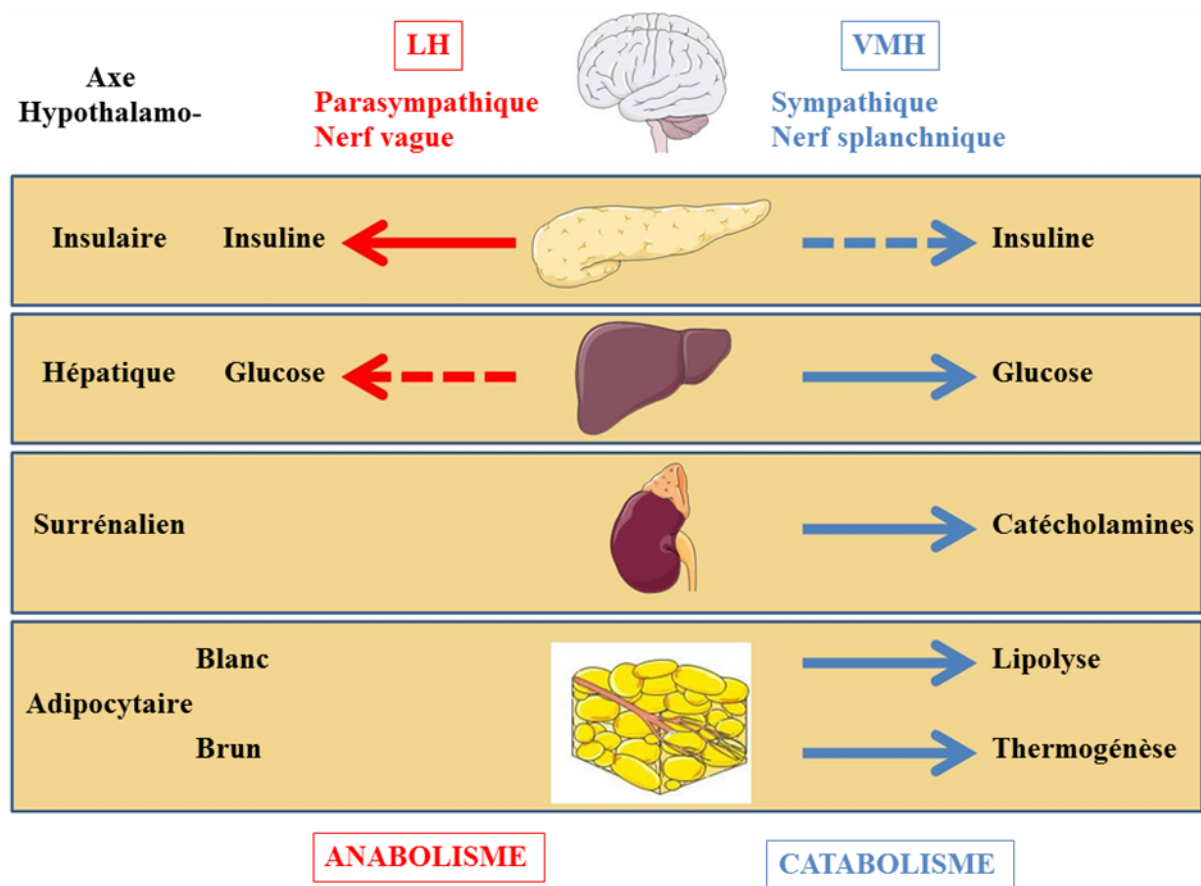 LH
VMH
Axe
Hypothalamo-
Parasympathique
Nerf vague
Sympathique
Nerf splanchnique
Insulaire
Insuline
Insuline
Hépatique
Glucose
Glucose
Surrénalien
Catécholamines
Blanc
Lipolyse
Adipocytaire
Brun
Thermogénèse
ANABOLISME
CATABOLISME